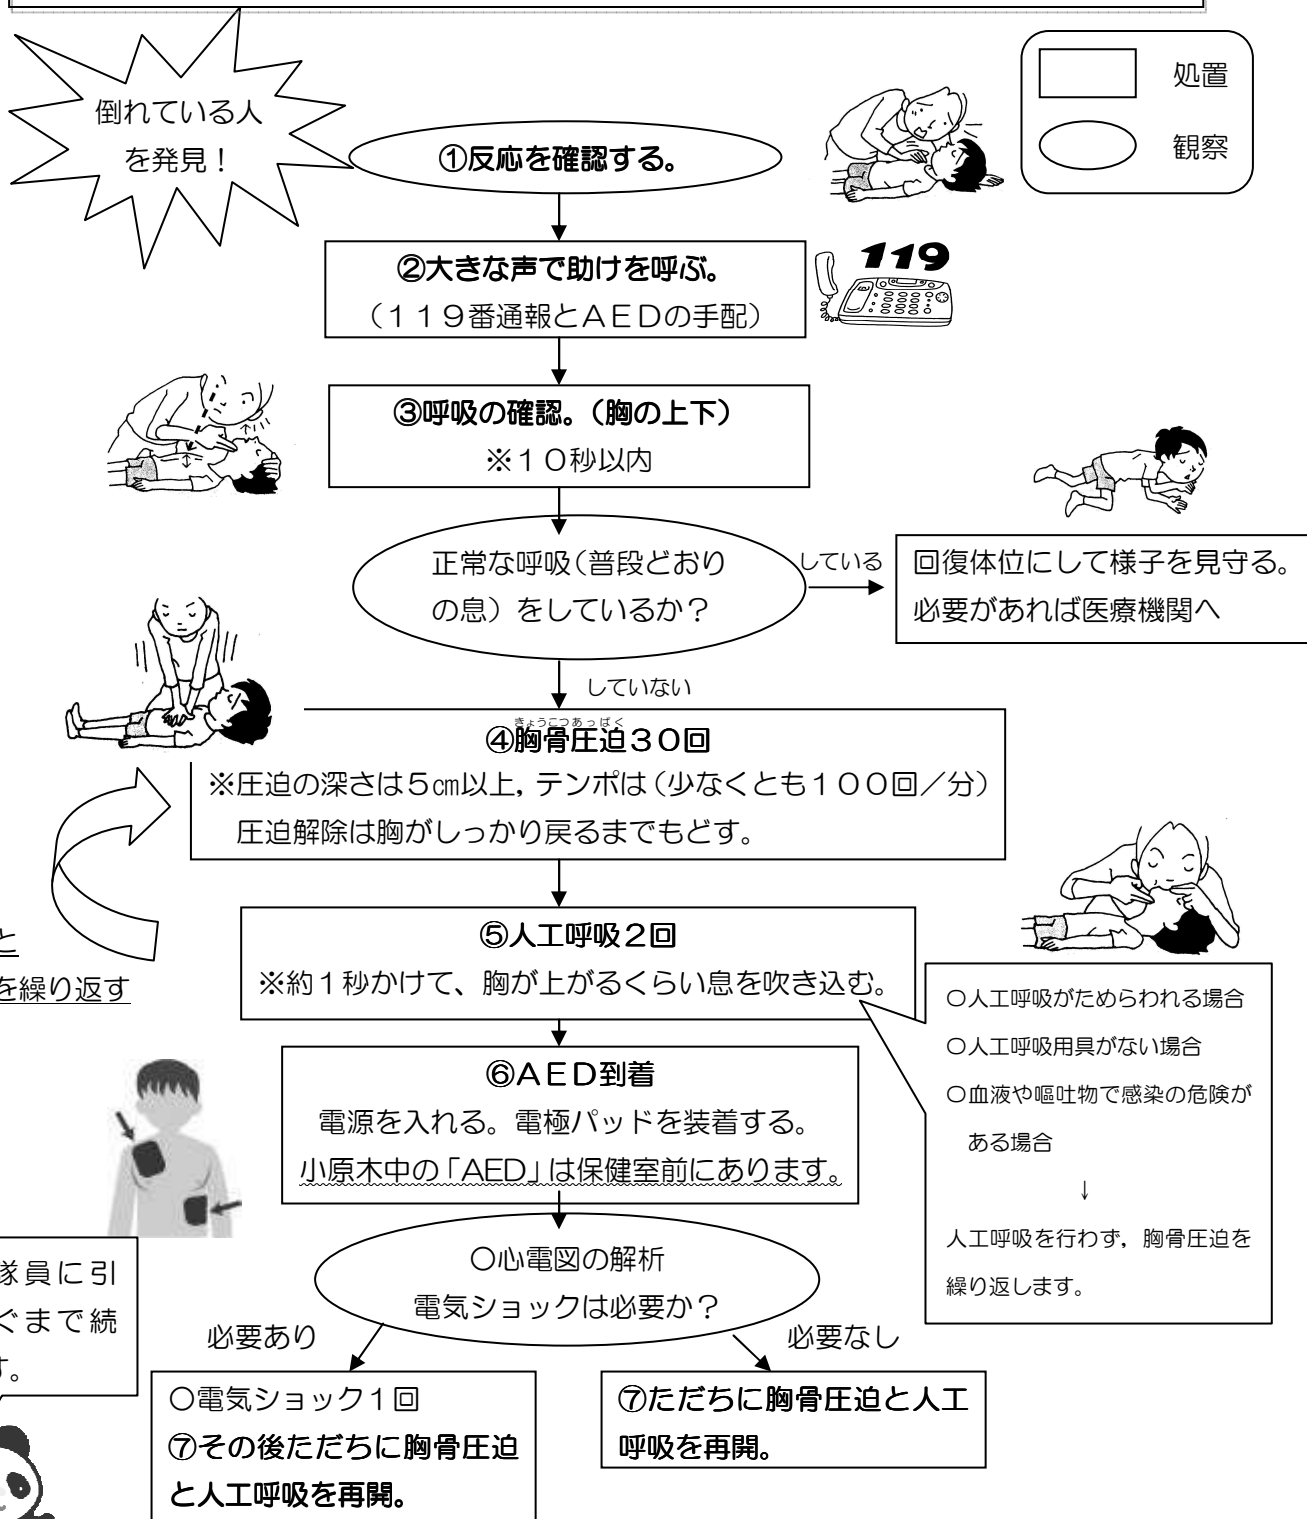 倒れている人
を発見！
処置
観察
①反応を確認する。
②大きな声で助けを呼ぶ。
（１１９番通報とＡＥＤの手配）
119
③呼吸の確認。（胸の上下）
※１０秒以内
正常な呼吸（普段どおり
の息）をしているか？
している
回復体位にして様子を見守る。
必要があれば医療機関へ
していない
きょうこつあっぱく
④胸骨圧迫３０回
※圧迫の深さは５㎝以上，テンポは（少なくとも１００回／分）
圧迫解除は胸がしっかり戻るまでもどす。
と
を繰り返す
⑤人工呼吸２回
※約１秒かけて、胸が上がるくらい息を吹き込む。
〇人工呼吸がためらわれる場合
〇人工呼吸用具がない場合
〇血液や嘔吐物で感染の危険が
ある場合
↓
人工呼吸を行わず，胸骨圧迫を
繰り返します。
⑥ＡＥＤ到着
電源を入れる。電極パッドを装着する。
小原木中の「AED」は保健室前にあります。
隊員に引
ぐまで続
す。
〇心電図の解析
電気ショックは必要か？
必要あり
必要なし
〇電気ショック１回
⑦その後ただちに胸骨圧迫
と人工呼吸を再開。
⑦ただちに胸骨圧迫と人工
呼吸を再開。